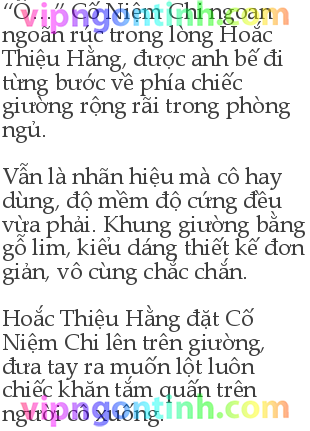 “Ồ...” Cố Niệm Chi ngoan
ngoãn rúc trong lòng Hoắc
Thiệu Hằng, được anh bế đi
từng bước về phía chiếc
giường rộng rãi trong phòng
ngủ.
Vẫn là nhãn hiệu mà cô hay
dùng, độ mềm độ cứng đều
vừa phải. Khung giường bằng
gỗ lim, kiểu dáng thiết kế đơn
giản, vô cùng chắc chắn.
Hoắc Thiệu Hằng đặt Cố
Niệm Chi lên trên giường,
đưa tay ra muốn lột luôn
chiếc khăn tắm quấn trên
người cô xuống.
vipngontinh.com
vipngontinh.com